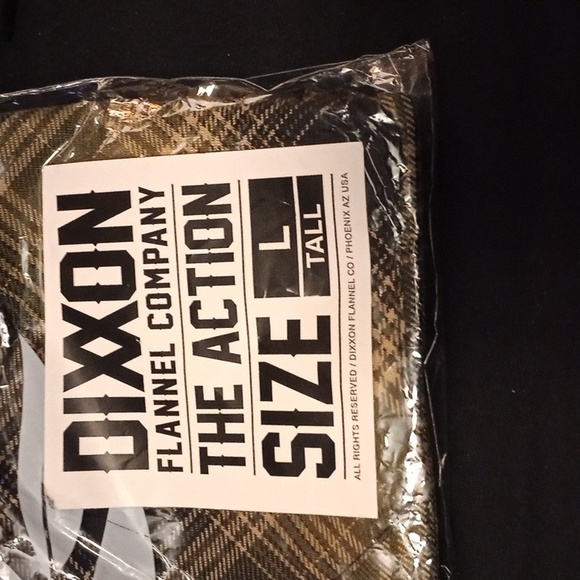 DIXXON
FLANNEL COMPANY
THE ACTION
SIZE L TALL
ALL RIGHTS RESERVED / DIXXON FLANNEL CO / PHOENIX AZ USA